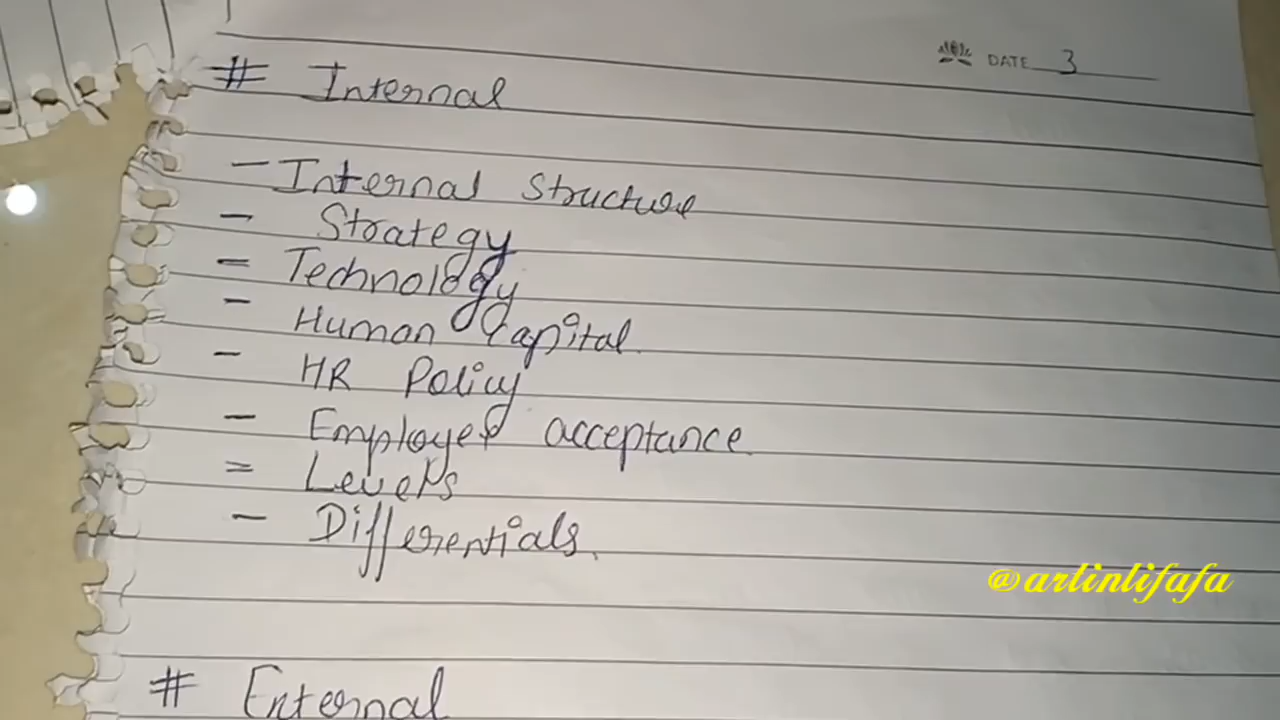 DATE 3
# Internal
- Internal Structure
- Strategy
= Technology
- Human Capital
- HR Policy
- Employee acceptance
= Levels
- Differentials.
@artinlifafa
# External